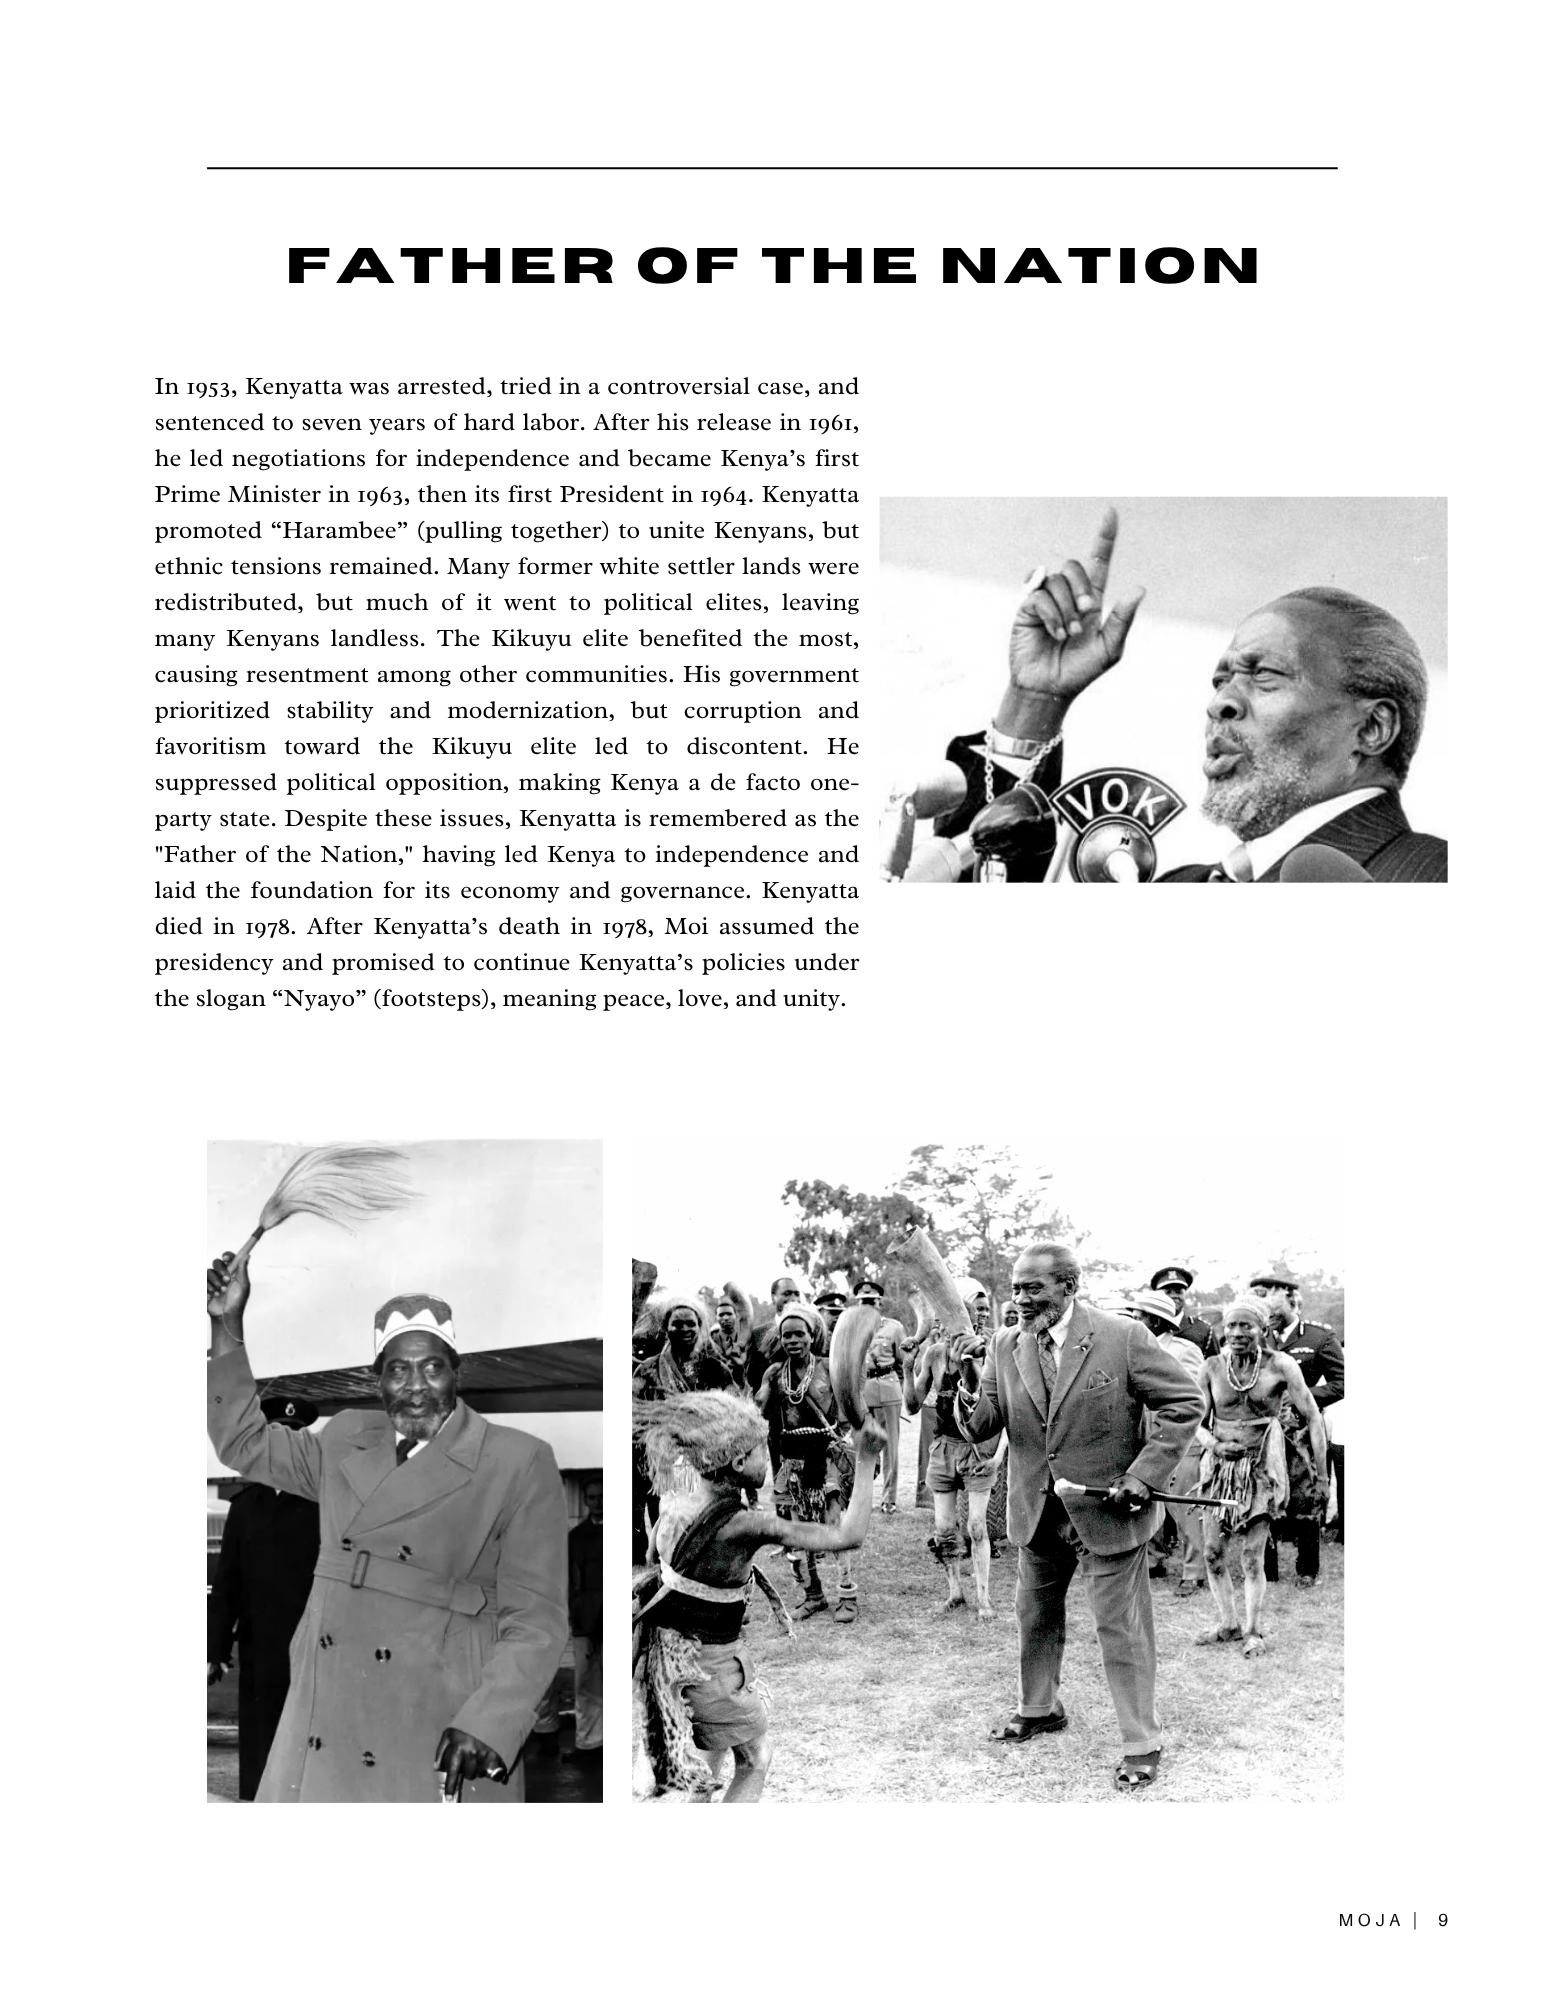 FATHER OF THE NATION
In 1953, Kenyatta was arrested, tried in a controversial case, and
sentenced to seven years of hard labor. After his release in 1961,
he led negotiations for independence and became Kenya’s first
Prime Minister in 1963, then its first President in 1964. Kenyatta
promoted “Harambee” (pulling together) to unite Kenyans, but
ethnic tensions remained. Many former white settler lands were
redistributed, but much of it went to political elites, leaving
many Kenyans landless. The Kikuyu elite benefited the most,
causing resentment among other communities. His government
prioritized stability and modernization, but corruption and
favoritism toward the Kikuyu elite led to discontent. He
suppressed political opposition, making Kenya a de facto one-
party state. Despite these issues, Kenyatta is remembered as the
"Father of the Nation," having led Kenya to independence and
laid the foundation for its economy and governance. Kenyatta
died in 1978. After Kenyatta’s death in 1978, Moi assumed the
presidency and promised to continue Kenyatta’s policies under
the slogan “Nyayo” (footsteps), meaning peace, love, and unity.
VOK
MOJA | 9